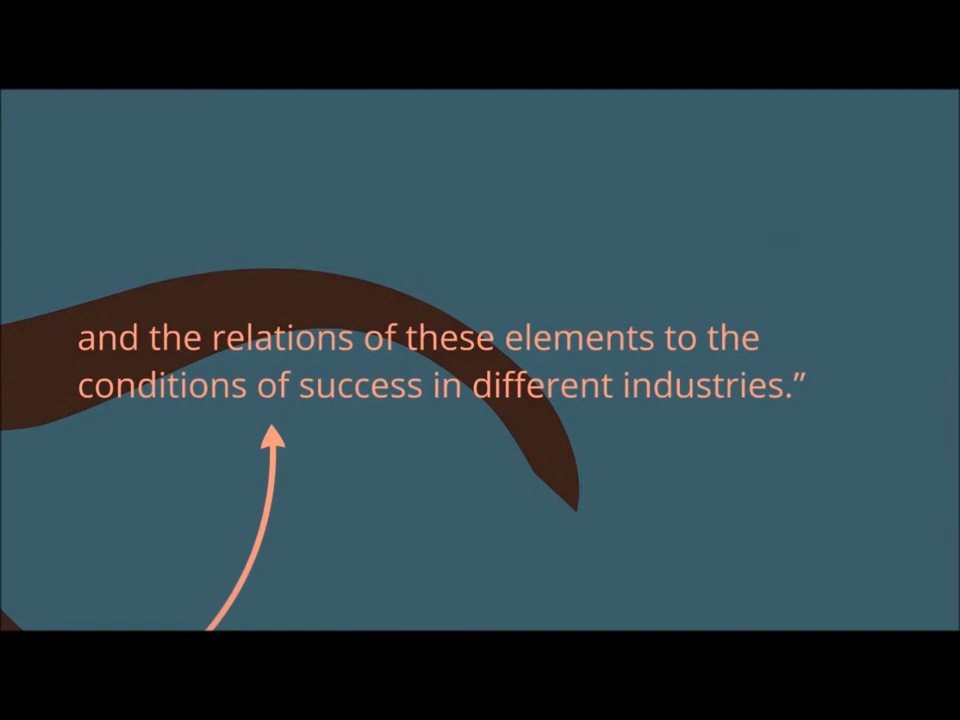 and the relations of these elements to the
conditions of success in different industries.”